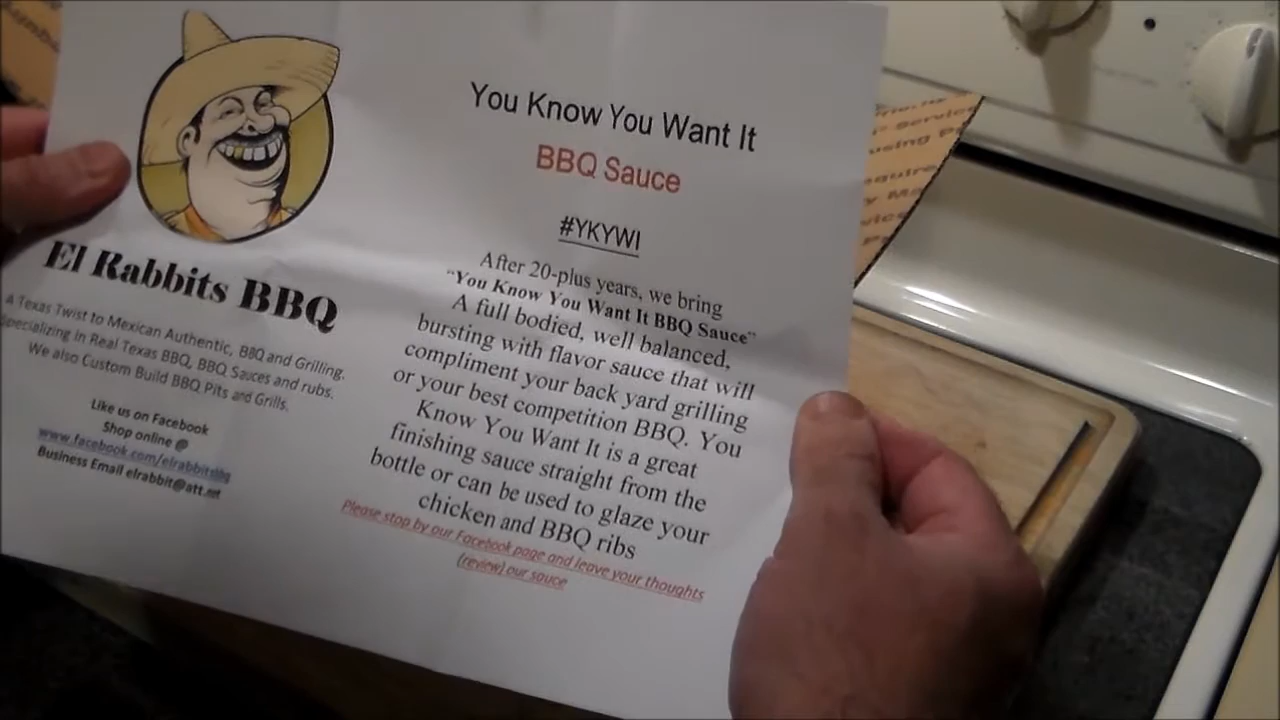 El Rabbits BBQ
A Texas Twist to Mexican Authentic, BBQ and Grilling.
Specializing in Real Texas BBQ, BBQ Sauces and rubs.
We also Custom Build BBQ Pits and Grills.
Like us on Facebook
Shop online @
www.facebook.com/elrabbitsbbq
Business Email elrabbit@att.net
You Know You Want It
BBQ Sauce
#YKYWI
After 20-plus years, we bring
"You Know You Want It BBQ Sauce"
A full bodied, well balanced,
bursting with flavor sauce that will
compliment your back yard grilling
or your best competition BBQ. You
Know You Want It is a great
finishing sauce straight from the
bottle or can be used to glaze your
chicken and BBQ ribs
Please stop by our Facebook page and leave your thoughts
(review) our sauce
Service
using